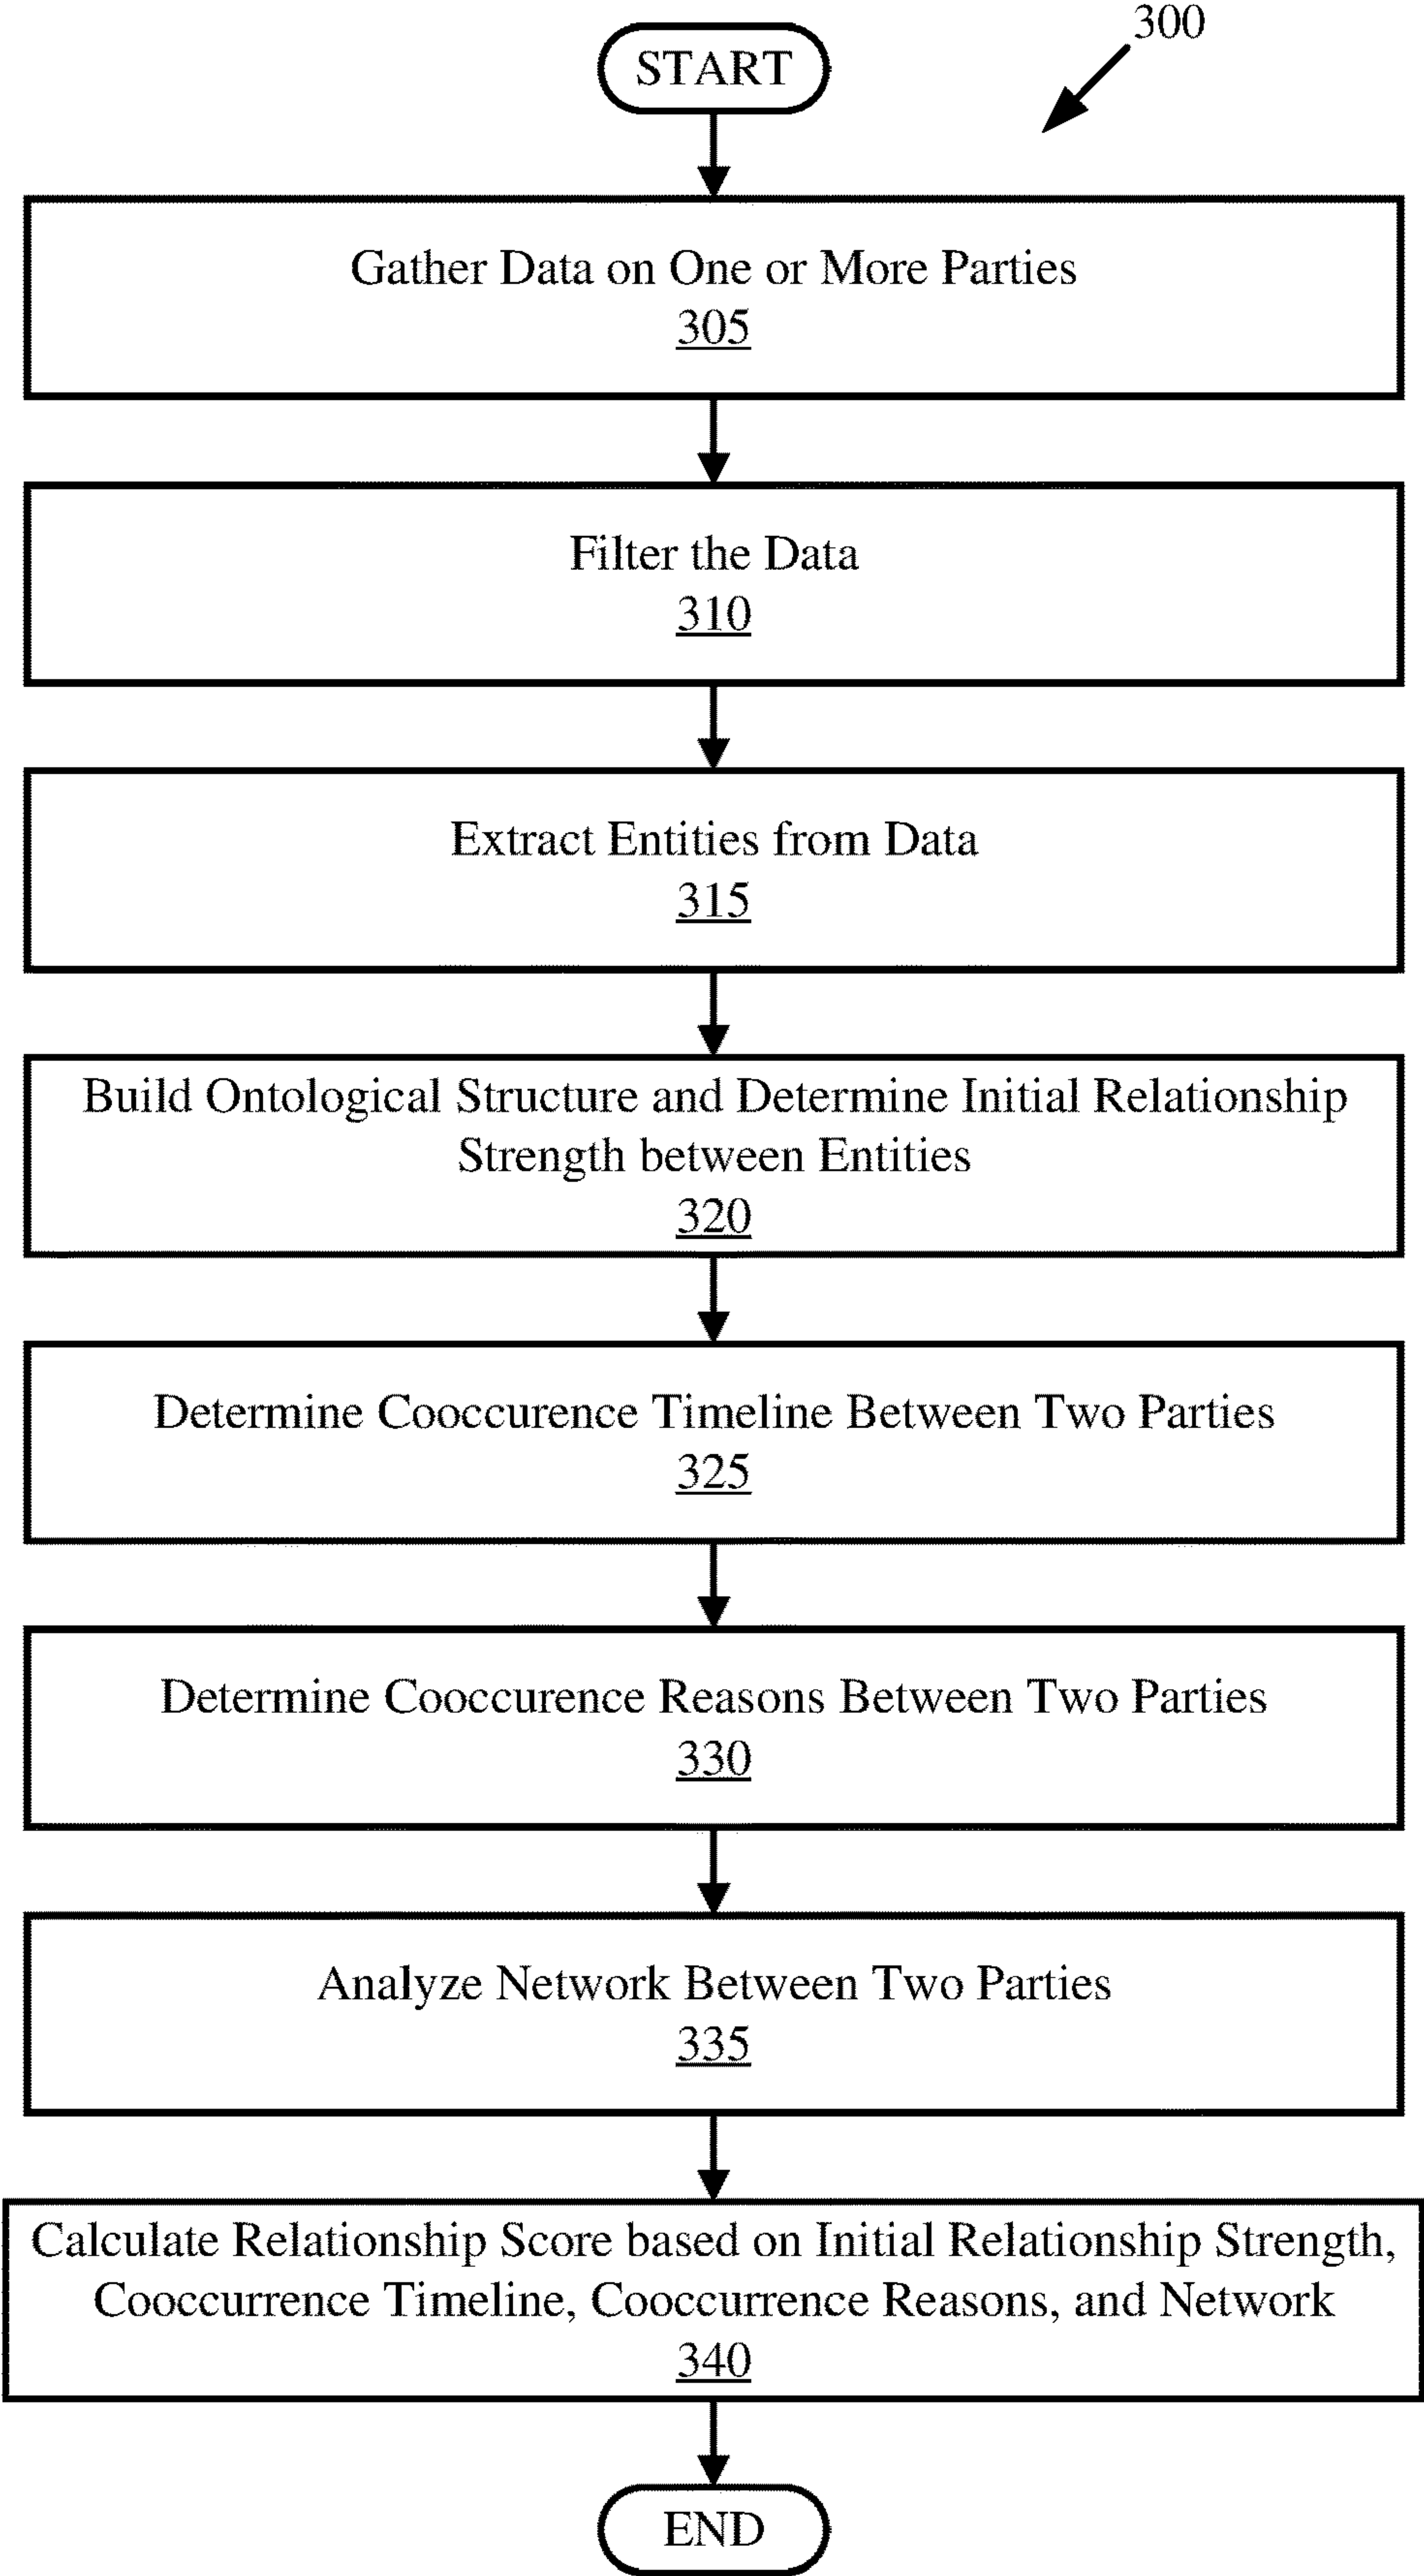 300
START
Gather Data on One or More Parties
305
Filter the Data
310
Extract Entities from Data
315
Build Ontological Structure and Determine Initial Relationship
Strength between Entities
320
Determine Cooccurence Timeline Between Two Parties
325
Determine Cooccurence Reasons Between Two Parties
330
Analyze Network Between Two Parties
335
Calculate Relationship Score based on Initial Relationship Strength,
Cooccurrence Timeline, Cooccurrence Reasons, and Network
340
END